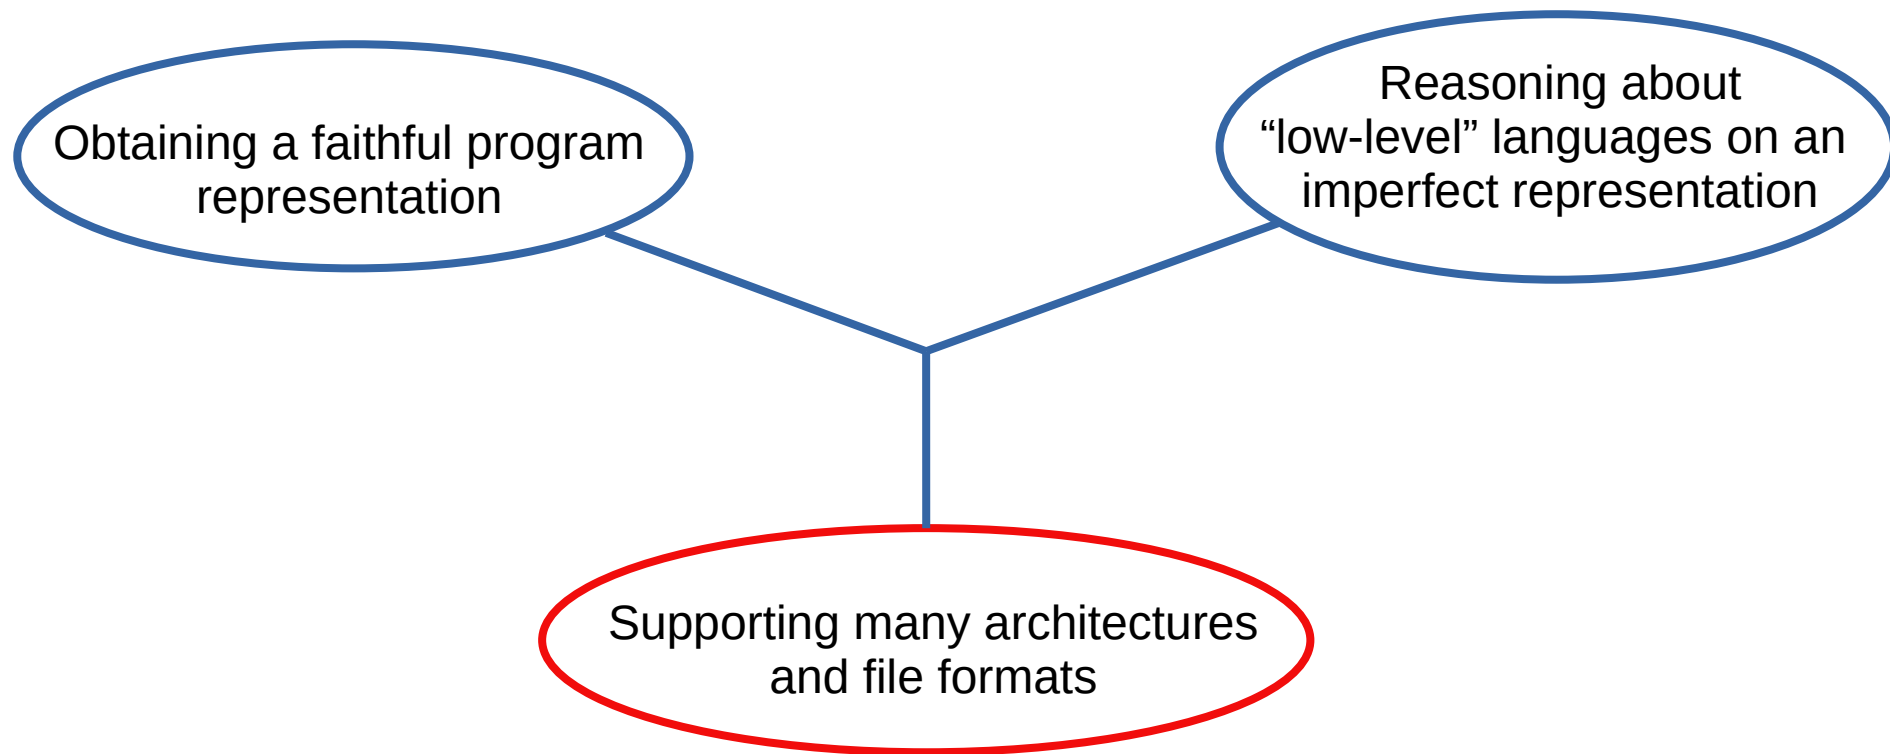 Obtaining a faithful program
representation
Reasoning about
“low-level” languages on an
imperfect representation
Supporting many architectures
and file formats